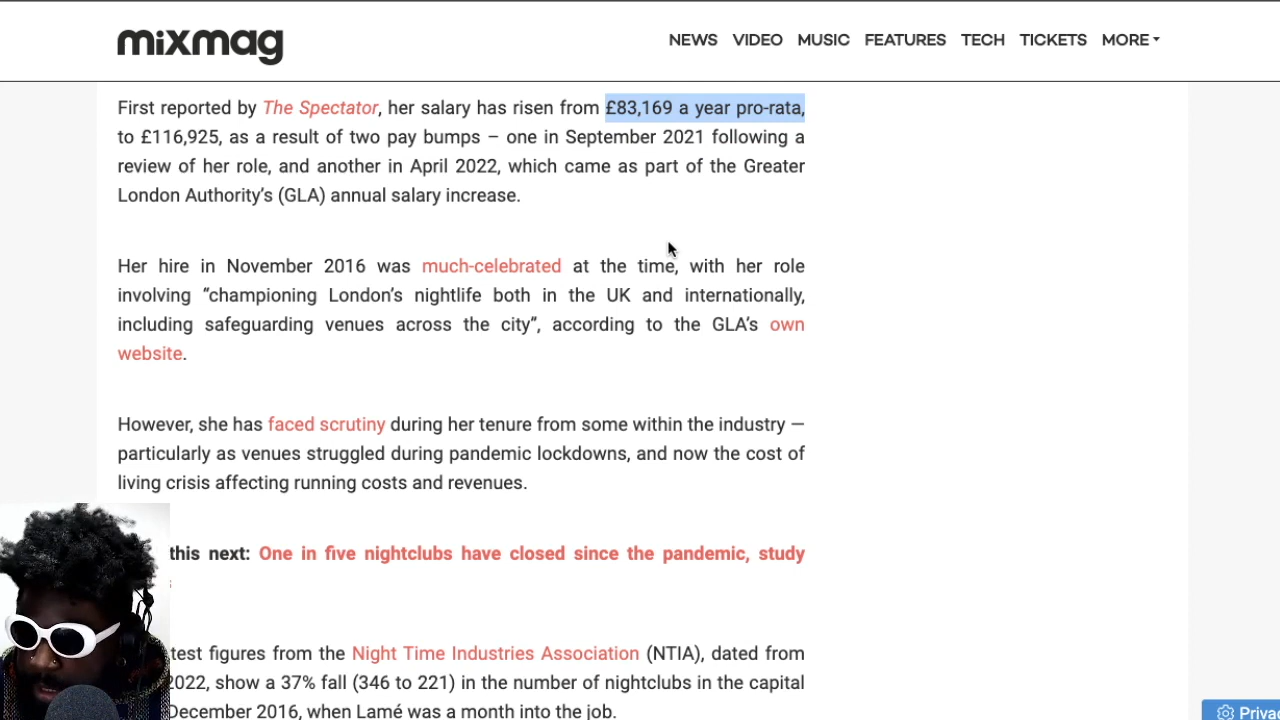 mixmag
NEWS VIDEO MUSIC FEATURES TECH TICKETS MORE
First reported by The Spectator, her salary has risen from £83,169 a year pro-rata,
to £116,925, as a result of two pay bumps – one in September 2021 following a
review of her role, and another in April 2022, which came as part of the Greater
London Authority’s (GLA) annual salary increase.
Her hire in November 2016 was much-celebrated at the time, with her role
involving “championing London’s nightlife both in the UK and internationally,
including safeguarding venues across the city”, according to the GLA’s own
website.
However, she has faced scrutiny during her tenure from some within the industry —
particularly as venues struggled during pandemic lockdowns, and now the cost of
living crisis affecting running costs and revenues.
this next: One in five nightclubs have closed since the pandemic, study
test figures from the Night Time Industries Association (NTIA), dated from
022, show a 37% fall (346 to 221) in the number of nightclubs in the capital
December 2016, when Lamé was a month into the job.
Privac